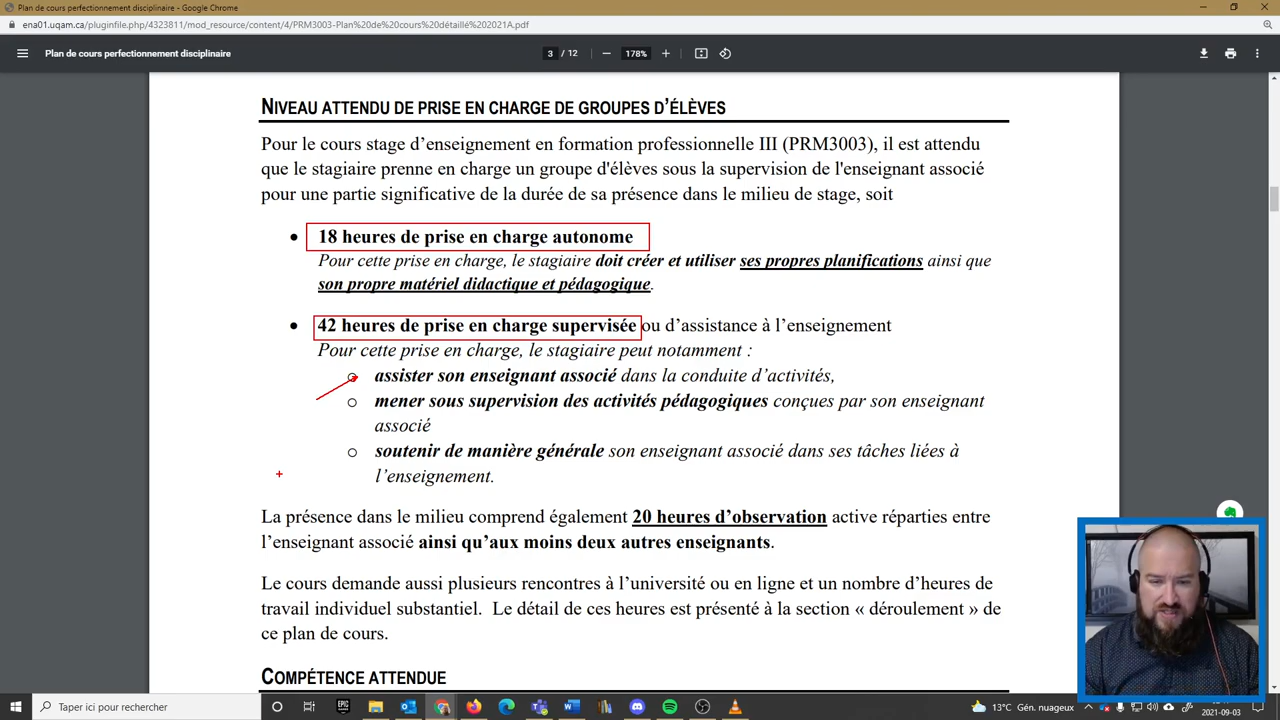 Plan de cours perfectionnement disciplinaire - Google Chrome
ena01.uqam.ca/pluginfile.php/4323811/mod_resource/content/4/PRM3003-Plan%20de%20cours%20détaillé%202021A.pdf
Plan de cours perfectionnement disciplinaire
3 / 12
178%
NIVEAU ATTENDU DE PRISE EN CHARGE DE GROUPES D'ÉLÈVES
Pour le cours stage d'enseignement en formation professionnelle III (PRM3003), il est attendu
que le stagiaire prenne en charge un groupe d'élèves sous la supervision de l'enseignant associé
pour une partie significative de la durée de sa présence dans le milieu de stage, soit
• 18 heures de prise en charge autonome
Pour cette prise en charge, le stagiaire doit créer et utiliser ses propres planifications ainsi que
son propre matériel didactique et pédagogique.
• 42 heures de prise en charge supervisée ou d'assistance à l'enseignement
Pour cette prise en charge, le stagiaire peut notamment :
o assister son enseignant associé dans la conduite d'activités,
o mener sous supervision des activités pédagogiques conçues par son enseignant
associé
o soutenir de manière générale son enseignant associé dans ses tâches liées à
l'enseignement.
La présence dans le milieu comprend également 20 heures d'observation active réparties entre
l'enseignant associé ainsi qu'aux moins deux autres enseignants.
Le cours demande aussi plusieurs rencontres à l'université ou en ligne et un nombre d'heures de
travail individuel substantiel. Le détail de ces heures est présenté à la section « déroulement » de
ce plan de cours.
COMPÉTENCE ATTENDUE
Taper ici pour rechercher
EPIC
13°C Gén. nuageux
2021-09-03